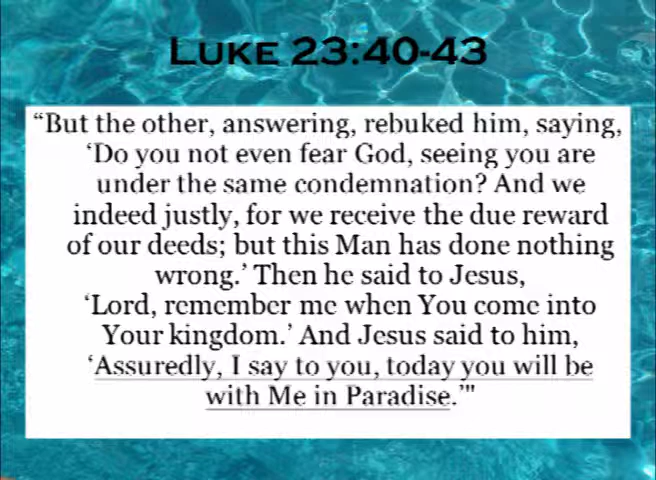 LUKE 23:40-43
“But the other, answering, rebuked him, saying,
‘Do you not even fear God, seeing you are
under the same condemnation? And we
indeed justly, for we receive the due reward
of our deeds; but this Man has done nothing
wrong.’ Then he said to Jesus,
‘Lord, remember me when You come into
Your kingdom.’ And Jesus said to him,
‘Assuredly, I say to you, today you will be
with Me in Paradise.’"